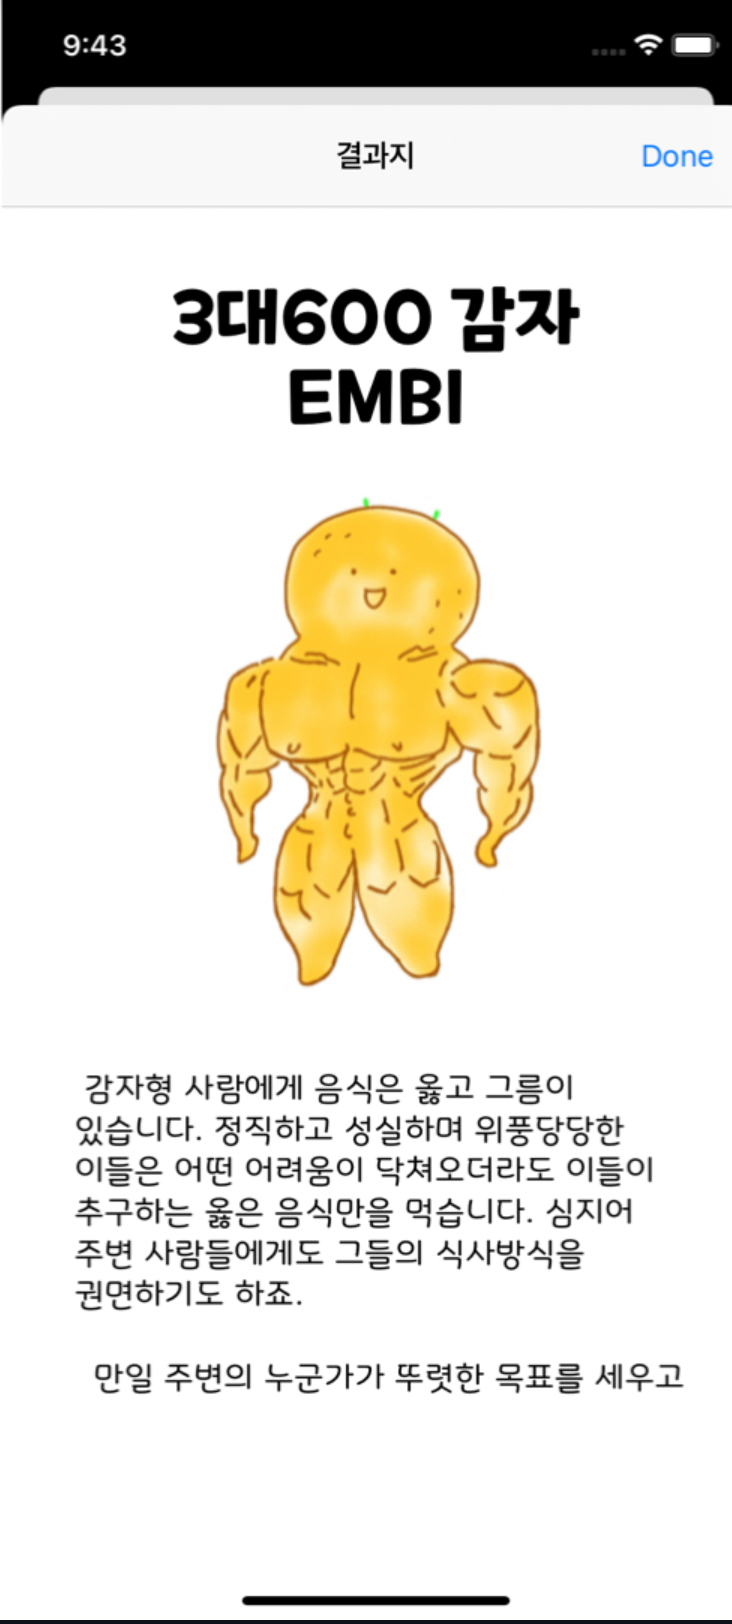 9:43
결과지
Done
3대600 감자
EMBI
감자형 사람에게 음식은 옳고 그름이
있습니다. 정직하고 성실하며 위풍당당한
이들은 어떤 어려움이 닥쳐오더라도 이들이
추구하는 옳은 음식만을 먹습니다. 심지어
주변 사람들에게도 그들의 식사방식을
권면하기도 하죠.
만일 주변의 누군가가 뚜렷한 목표를 세우고